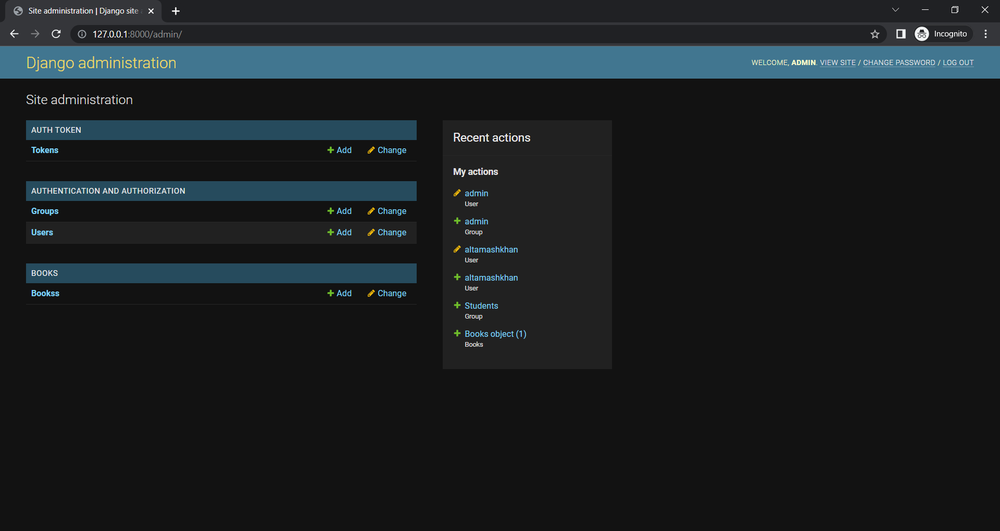 Site administration | Django site
127.0.0.1:8000/admin/
Incognito
Django administration
WELCOME, ADMIN. VIEW SITE / CHANGE PASSWORD / LOG OUT
Site administration
AUTH TOKEN
Tokens Add Change
AUTHENTICATION AND AUTHORIZATION
Groups Add Change
Users Add Change
BOOKS
Bookss Add Change
Recent actions
My actions
admin
User
admin
Group
altamashkhan
User
altamashkhan
User
Students
Group
Books object (1)
Books